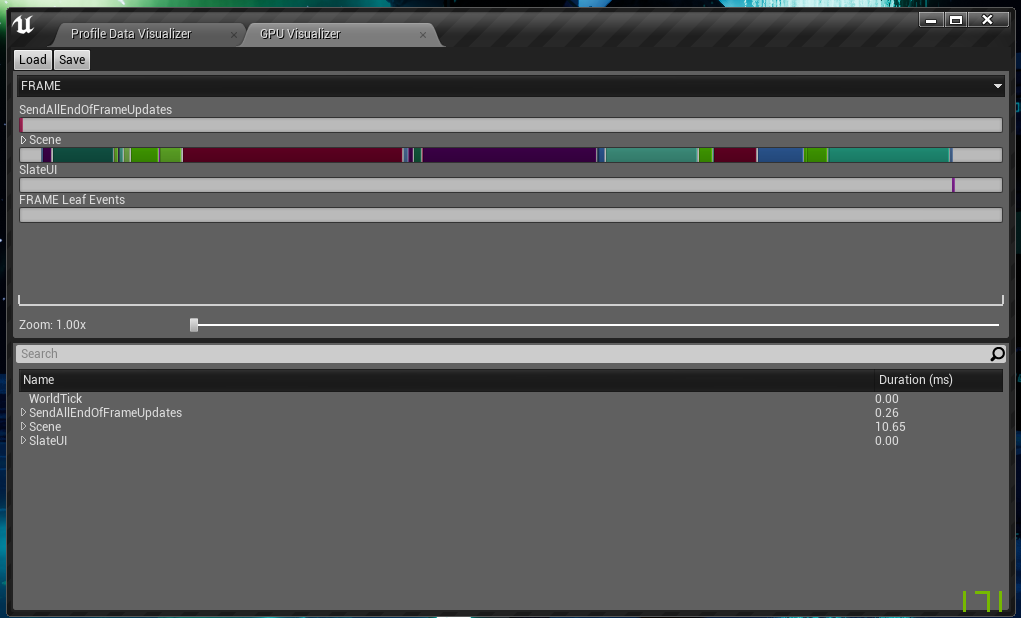 Profile Data Visualizer
GPU Visualizer
Load Save
FRAME
SendAllEndOfFrameUpdates
Scene
SlateUI
FRAME Leaf Events
Zoom: 1.00x
Search
Name Duration (ms)
WorldTick 0.00
SendAllEndOfFrameUpdates 0.26
Scene 10.65
SlateUI 0.00
171